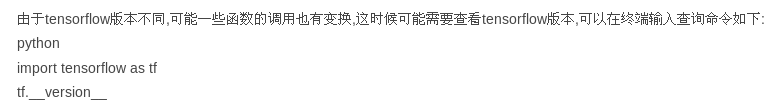 由于tensorflow版本不同,可能一些函数的调用也有变换,这时候可能需要查看tensorflow版本,可以在终端输入查询命令如下:
python
import tensorflow as tf
tf.__version__